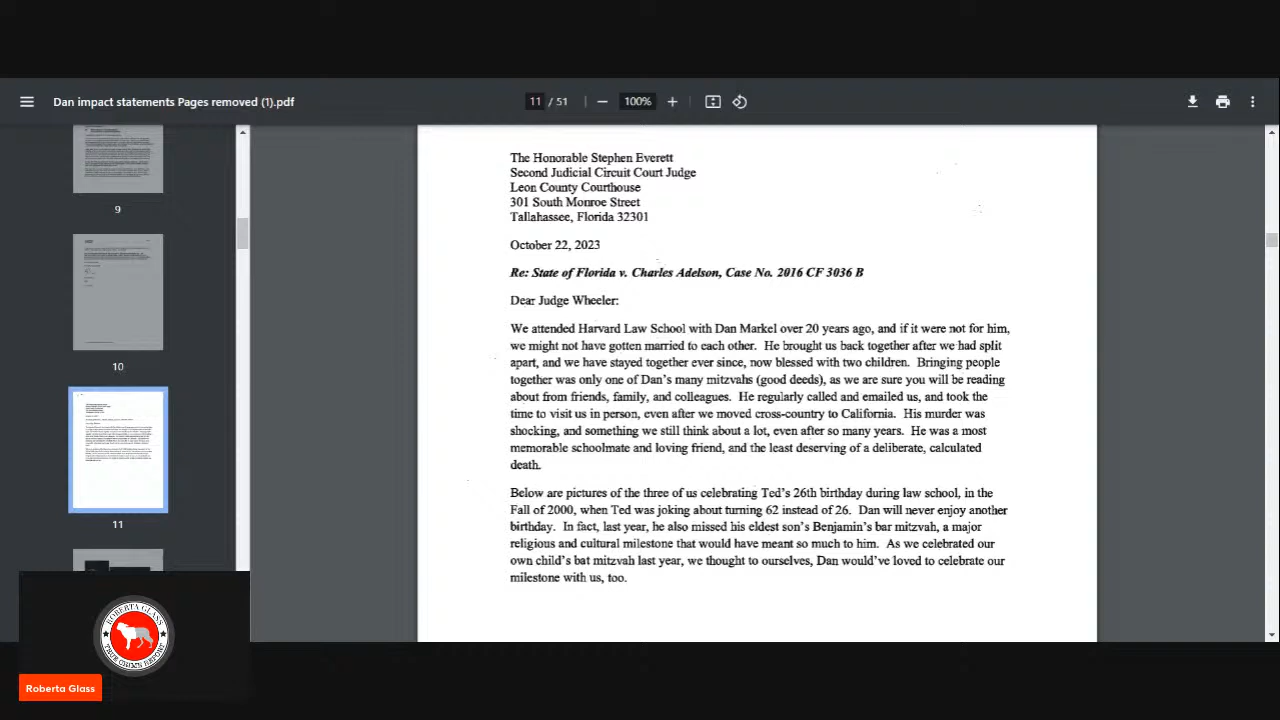 Dan impact statements Pages removed (1).pdf
11 / 51
100%
9
10
11
The Honorable Stephen Everett
Second Judicial Circuit Court Judge
Leon County Courthouse
301 South Monroe Street
Tallahassee, Florida 32301
October 22, 2023
Re: State of Florida v. Charles Adelson, Case No. 2016 CF 3036 B
Dear Judge Wheeler:
We attended Harvard Law School with Dan Markel over 20 years ago, and if it were not for him,
we might not have gotten married to each other. He brought us back together after we had split
apart, and we have stayed together ever since, now blessed with two children. Bringing people
together was only one of Dan's many mitzvahs (good deeds), as we are sure you will be reading
about from friends, family, and colleagues. He regularly called and emailed us, and took the
time to visit us in person, even after we moved cross-country to California. His murder was
shocking, and something we still think about a lot, even after so many years. He was a most
memorable schoolmate and loving friend, and the least deserving of a deliberate, calculated
death.
Below are pictures of the three of us celebrating Ted's 26th birthday during law school, in the
Fall of 2000, when Ted was joking about turning 62 instead of 26. Dan will never enjoy another
birthday. In fact, last year, he also missed his eldest son's Benjamin's bar mitzvah, a major
religious and cultural milestone that would have meant so much to him. As we celebrated our
own child's bat mitzvah last year, we thought to ourselves, Dan would've loved to celebrate our
milestone with us, too.
ROBERTA GLASS
TRUE CRIME REPORT
Roberta Glass